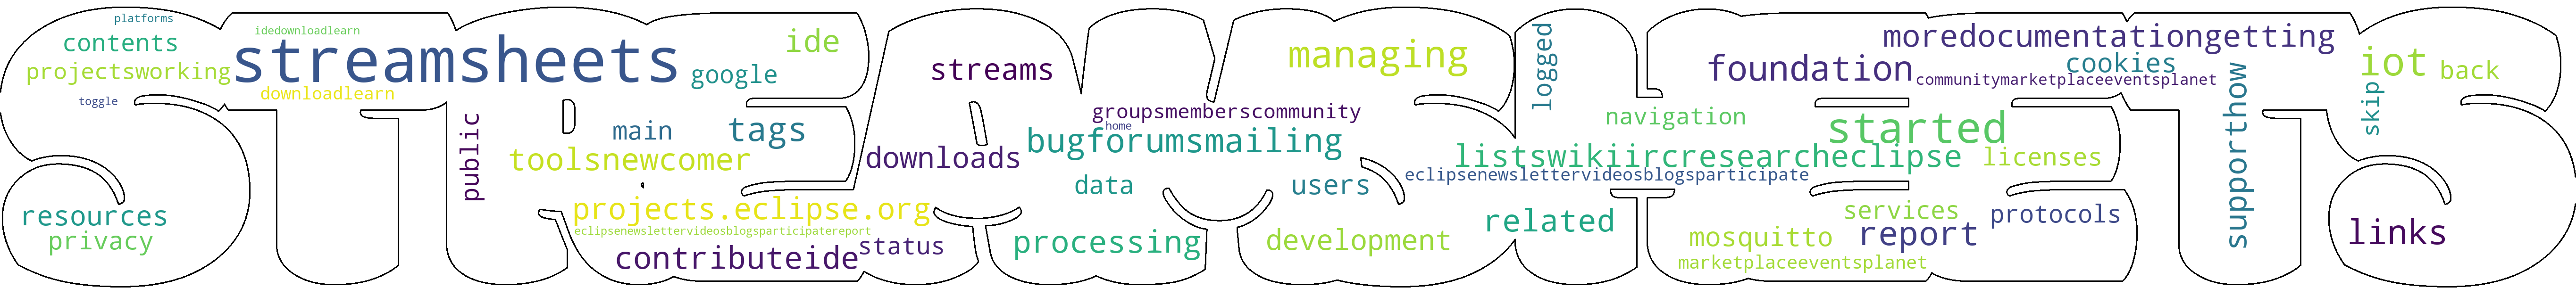 platforms
contents
projectsworking
toggle
idedownloadlearn
streamsheets
downloadlearn
ide
google
public
main
tags
toolsnewcomer
resources
privacy
projects.eclipse.org
eclipsenewslettervideosblogsparticipatereport
contributeide
status
streams
downloads
groupsmemberscommunity
home
bugforumsmailing
data
users
processing
managing
development
logged
navigation
listswikiircresearcheclipse
eclipsenewslettervideosblogsparticipate
related
foundation
moredocumentationgetting
cookies
communitymarketplaceeventsplanet
started
licenses
services
protocols
mosquitto
report
marketplaceeventsplanet
supporthow
iot
back
skip
links